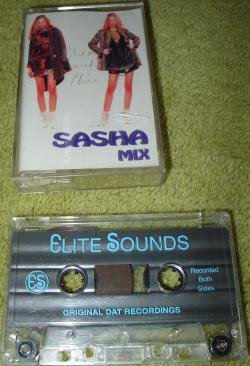 SASHA
MIX
ELITE SOUNDS
ES
Recorded
Both
Sides
ORIGINAL DAT RECORDINGS